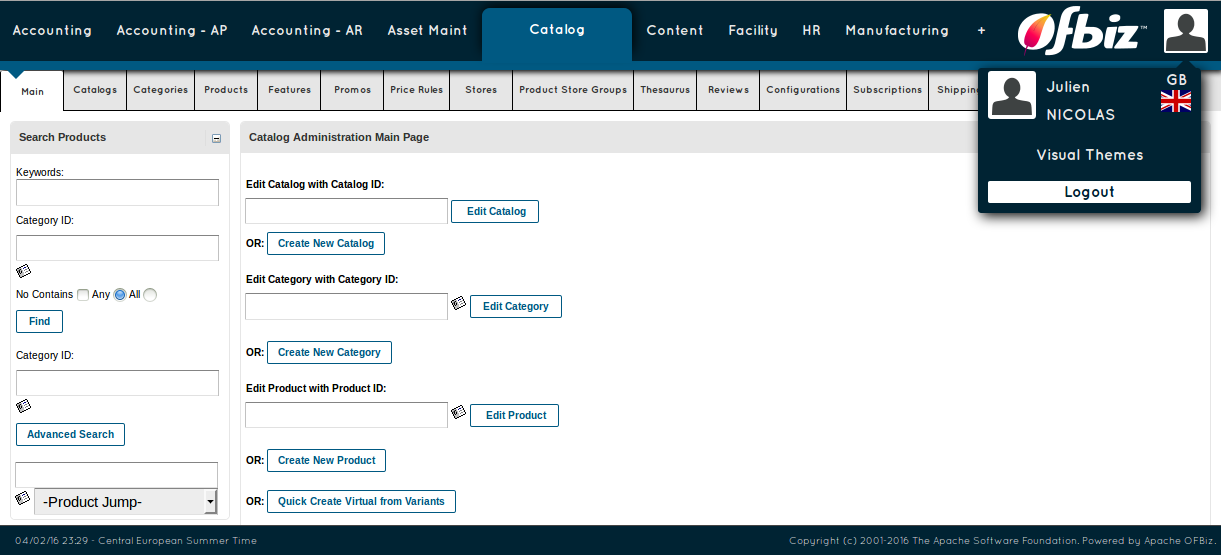 Accounting Accounting - AP Accounting - AR Asset Maint Catalog Content Facility HR Manufacturing + Ofbiz™
Main Catalogs Categories Products Features Promos Price Rules Stores Product Store Groups Thesaurus Reviews Configurations Subscriptions Shippin
GB
Julien
NICOLAS
Visual Themes
Logout
Search Products
Keywords:
Category ID:
No Contains Any All
Find
Category ID:
Advanced Search
-Product Jump-
Catalog Administration Main Page
Edit Catalog with Catalog ID:
Edit Catalog
OR: Create New Catalog
Edit Category with Category ID:
Edit Category
OR: Create New Category
Edit Product with Product ID:
Edit Product
OR: Create New Product
OR: Quick Create Virtual from Variants
04/02/16 23:29 - Central European Summer Time
Copyright (c) 2001-2016 The Apache Software Foundation. Powered by Apache OFBiz.